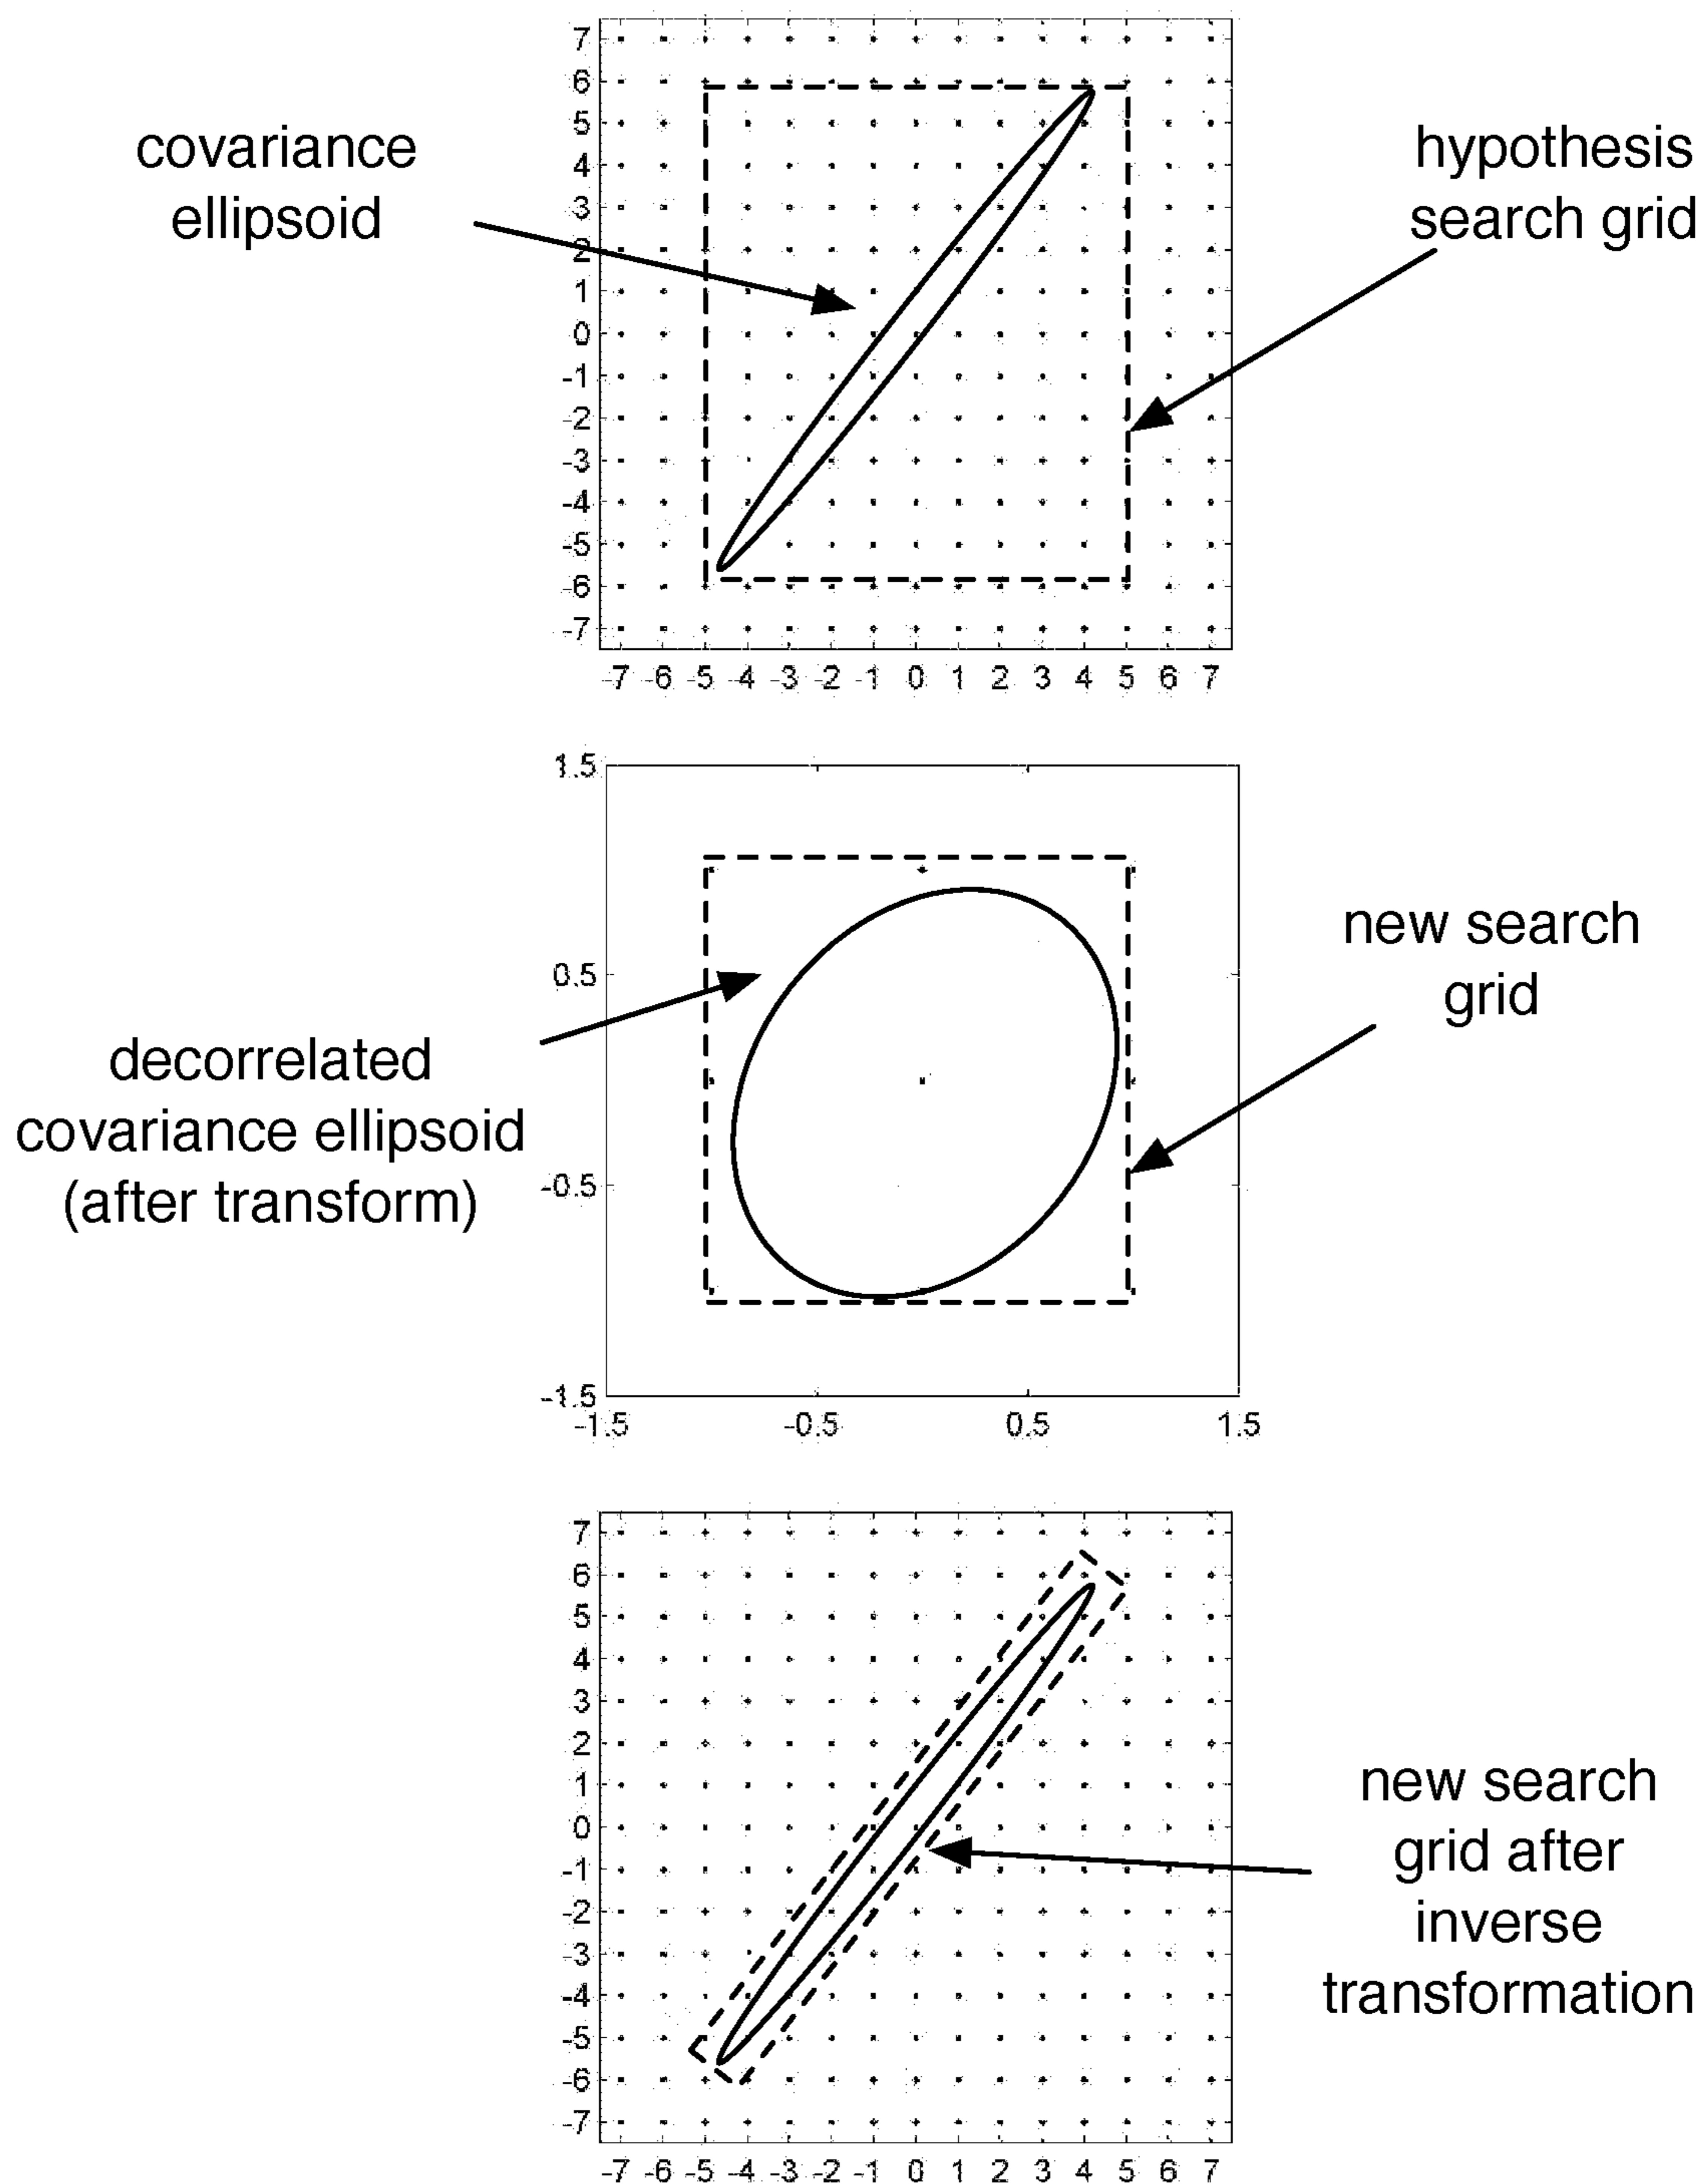 covariance
ellipsoid
hypothesis
search grid
7
6
5
4
3
2
1
0
-1
-2
-3
-4
-5
-6
-7
-7 -6 -5 -4 -3 -2 -1 0 1 2 3 4 5 6 7
decorrelated
covariance ellipsoid
(after transform)
new search
grid
1.5
0.5
-0.5
-1.5
-1.5 -0.5 0.5 1.5
7
6
5
4
3
2
1
0
-1
-2
-3
-4
-5
-6
-7
-7 -6 -5 -4 -3 -2 -1 0 1 2 3 4 5 6 7
new search
grid after
inverse
transformation